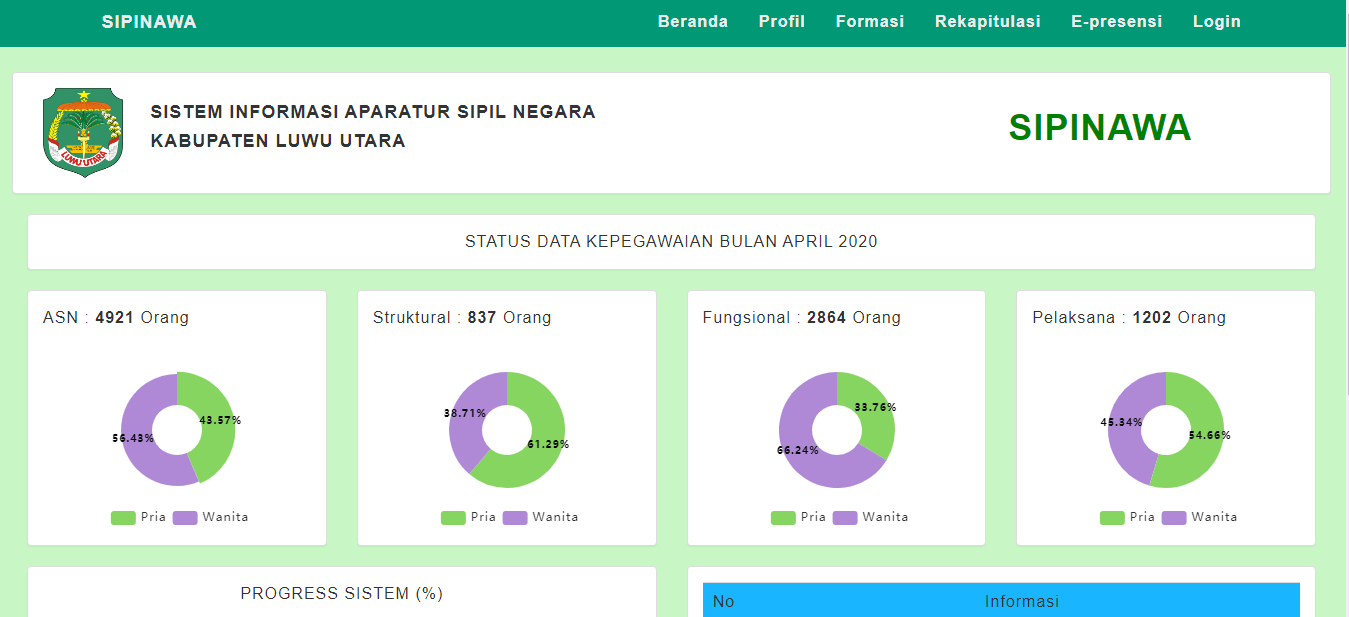 SIPINAWA
Beranda Profil Formasi Rekapitulasi E-presensi Login
LUWU UTARA
SISTEM INFORMASI APARATUR SIPIL NEGARA
KABUPATEN LUWU UTARA
SIPINAWA
STATUS DATA KEPEGAWAIAN BULAN APRIL 2020
ASN : 4921 Orang
43.57%
56.43%
Pria Wanita
Struktural : 837 Orang
38.71%
61.29%
Pria Wanita
Fungsional : 2864 Orang
33.76%
66.24%
Pria Wanita
Pelaksana : 1202 Orang
45.34%
54.66%
Pria Wanita
PROGRESS SISTEM (%)
No Informasi